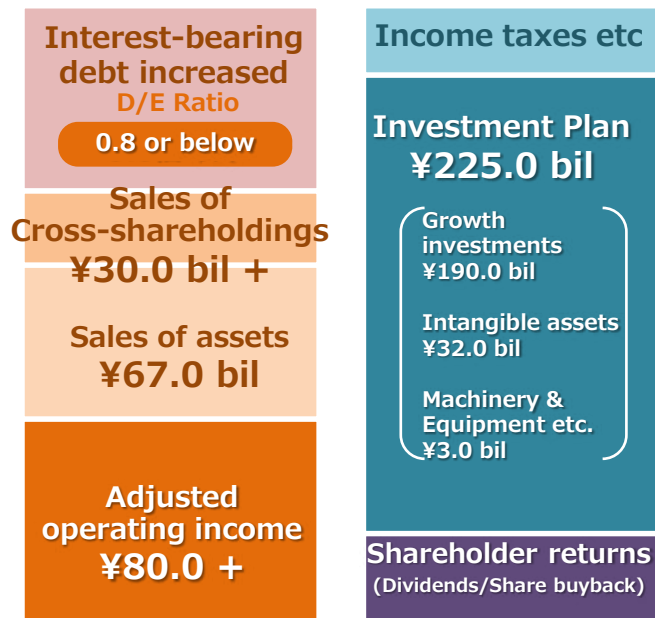 Interest-bearing
debt increased
D/E Ratio
0.8 or below
Sales of
Cross-shareholdings
¥30.0 bil +
Sales of assets
¥67.0 bil
Adjusted
operating income
¥80.0 +
Income taxes etc
Investment Plan
¥225.0 bil
Growth
investments
¥190.0 bil
Intangible assets
¥32.0 bil
Machinery &
Equipment etc.
¥3.0 bil
Shareholder returns
(Dividends/Share buyback)